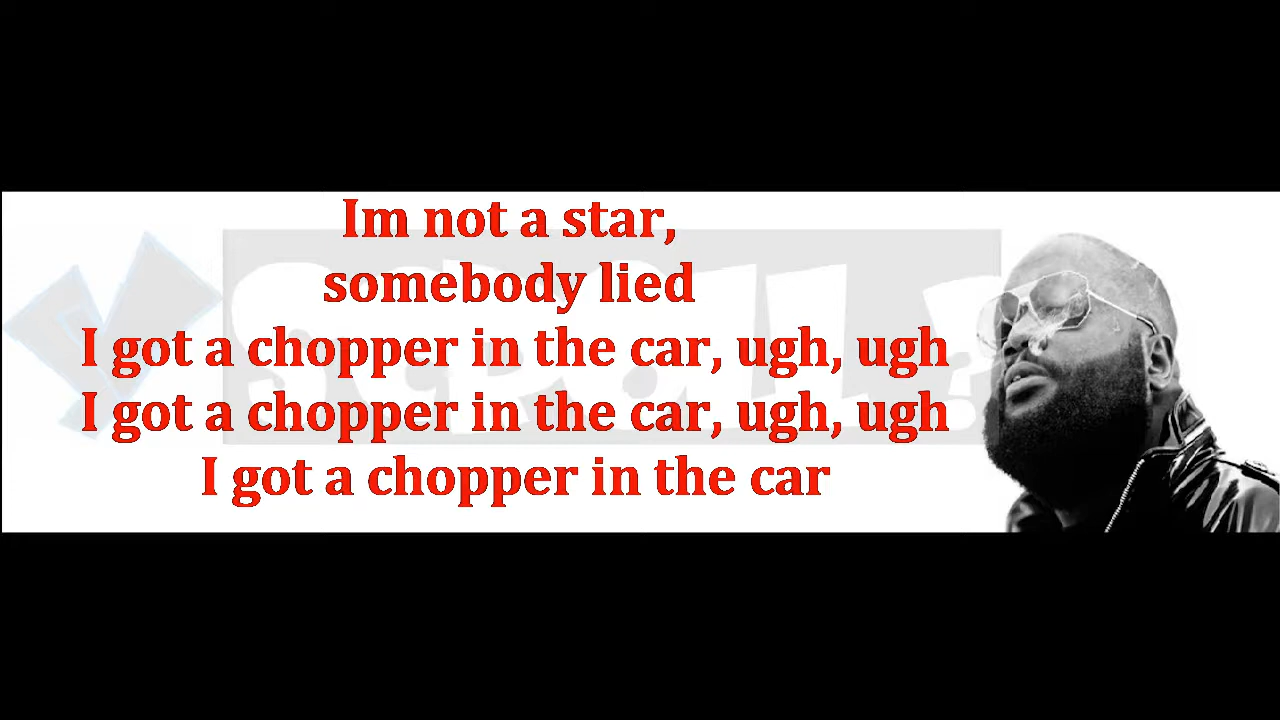 Im not a star,
somebody lied
I got a chopper in the car, ugh, ugh
I got a chopper in the car, ugh, ugh
I got a chopper in the car